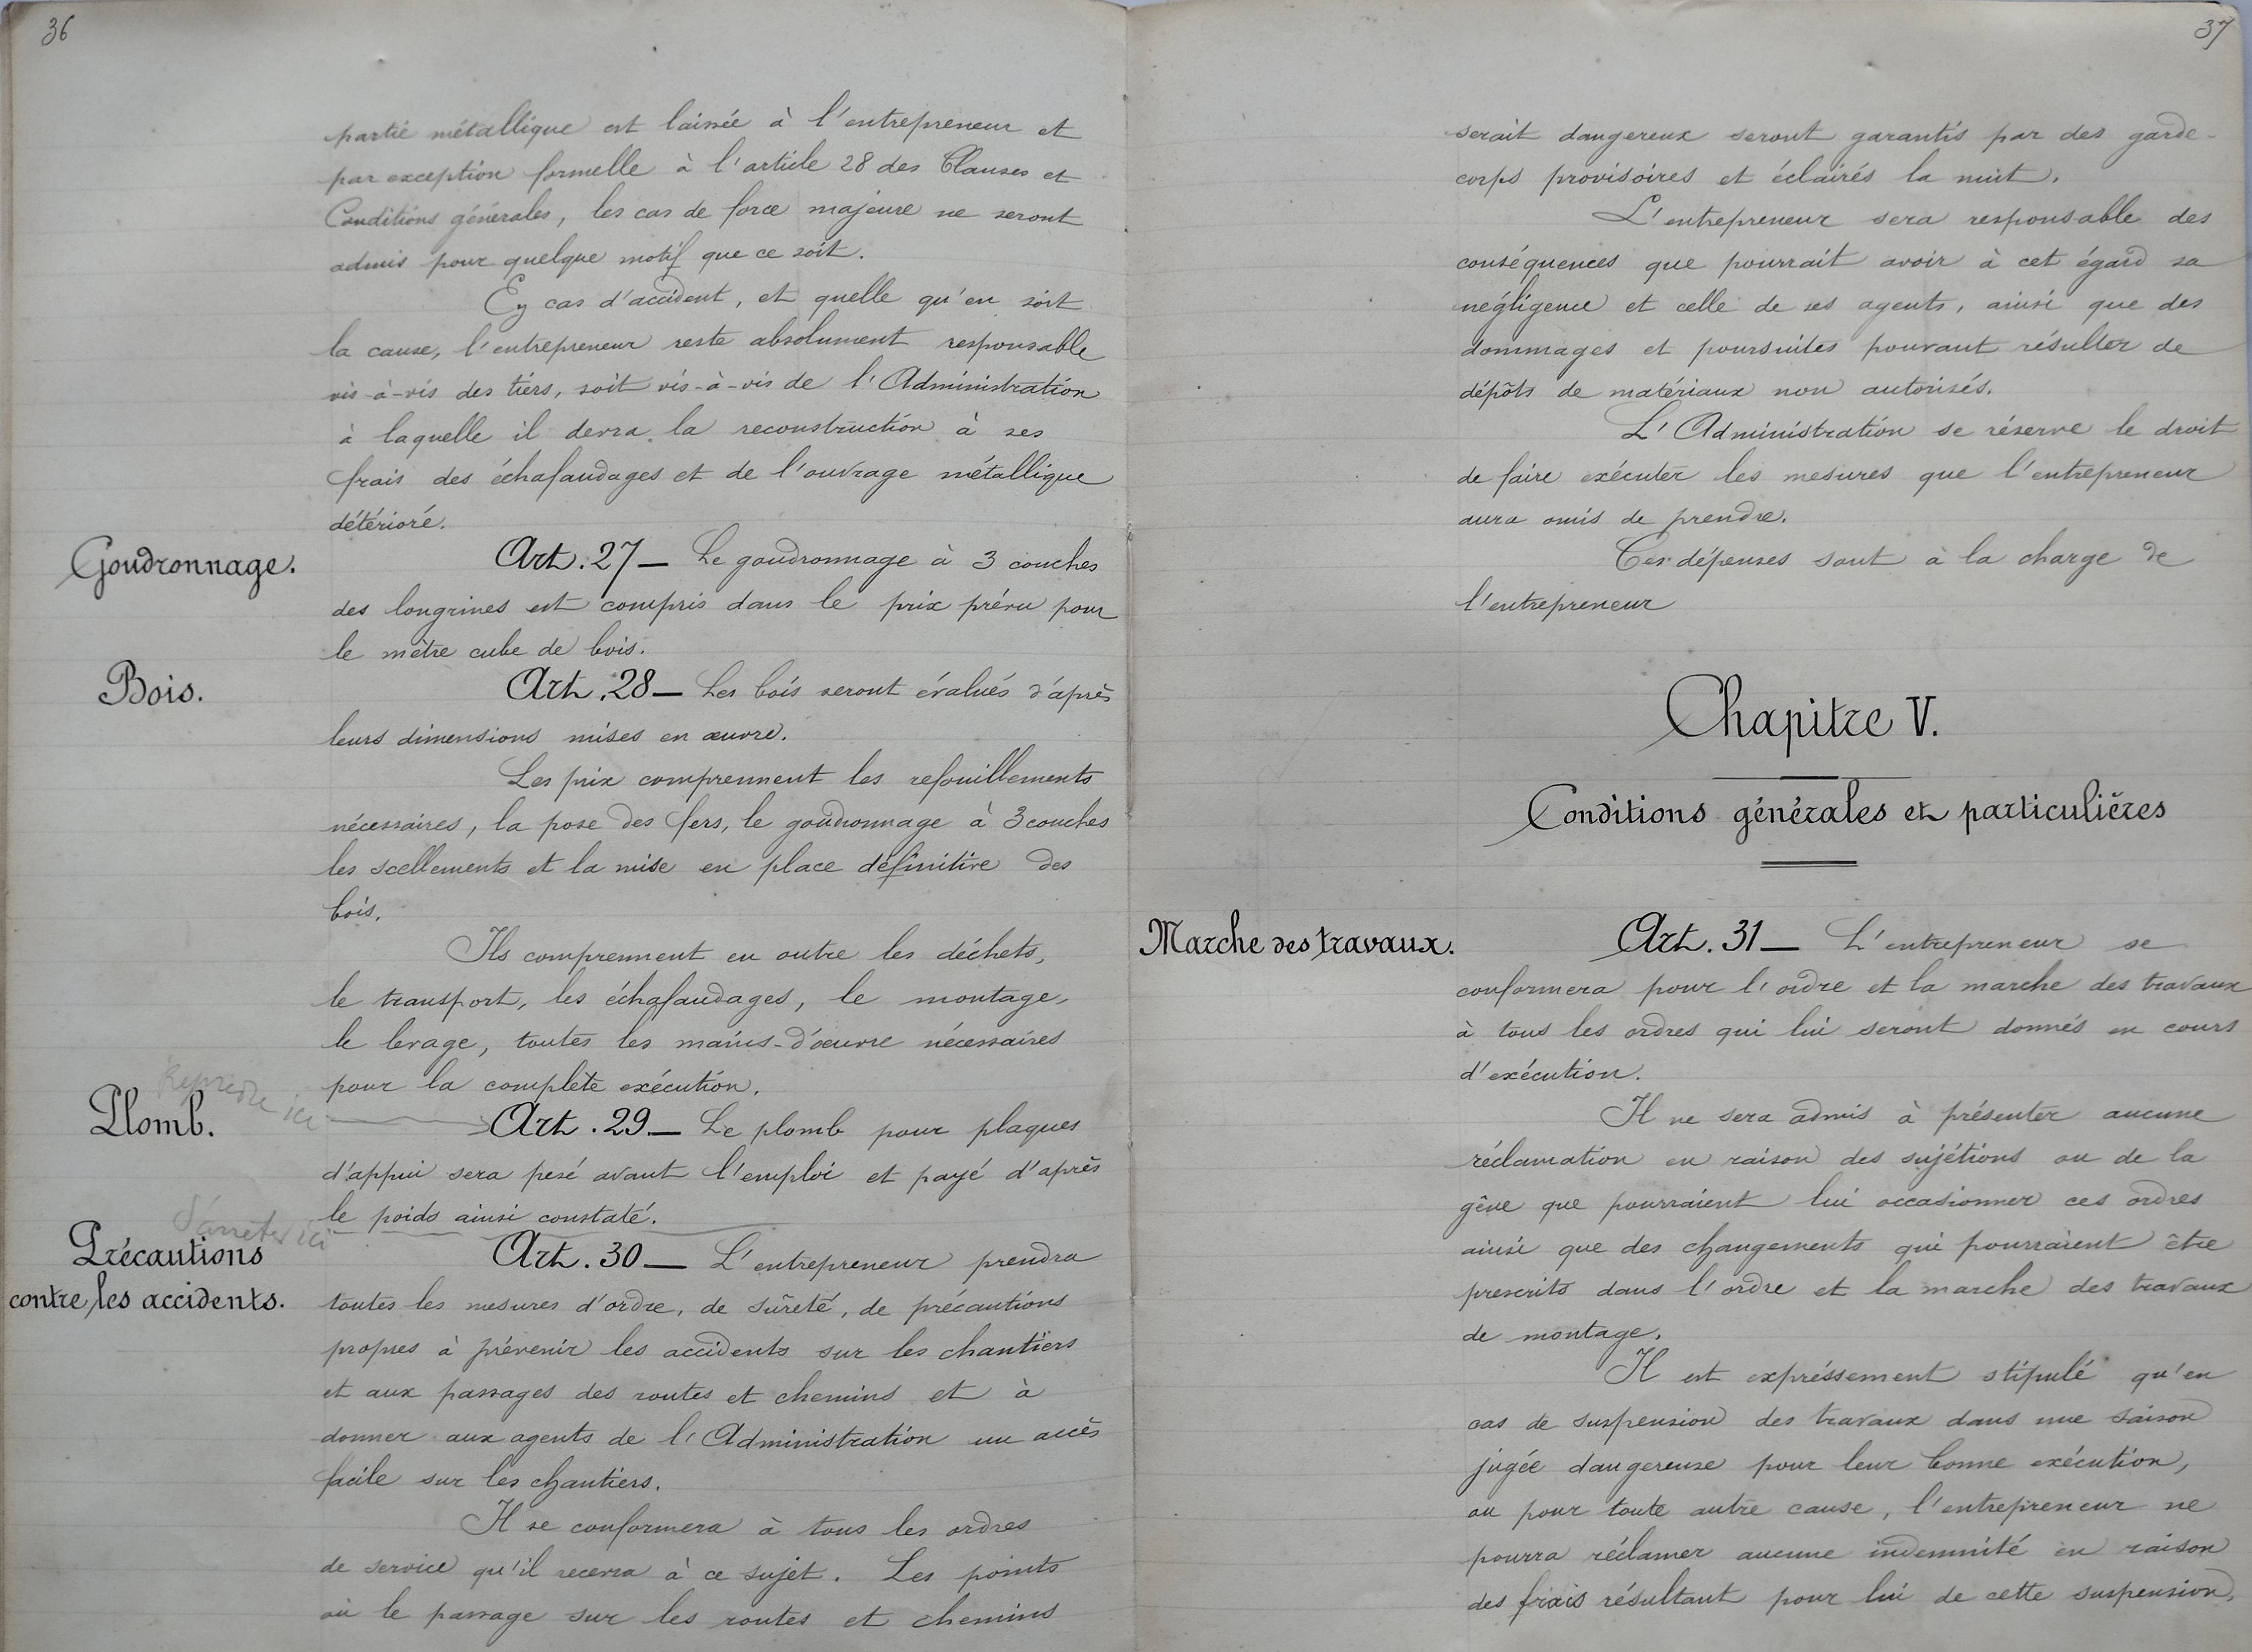 36
partie métallique est laissée à l'entrepreneur et
par exception formelle à l'article 28 des Clauses et
Conditions générales, les cas de force majeure ne seront
admis pour quelque motif que ce soit.
En cas d'accident, et quelle qu'en soit
la cause, l'entrepreneur reste absolument responsable
vis-à-vis des tiers, soit vis-à-vis de l'Administration
à laquelle il devra la reconstruction à ses
frais des échafaudages et de l'ouvrage métallique
détérioré.
Goudronnage.
Art. 27 — Le goudronnage à 3 couches
des longrines est compris dans le prix prévu pour
le mètre cube de bois.
Bois.
Art. 28 — Les bois seront évalués d'après
leurs dimensions mises en œuvre.
Les prix comprennent les refouillements
nécessaires, la pose des fers, le goudronnage à 3 couches
les scellements et la mise en place définitive des
bois.
Ils comprennent en outre les déchets,
le transport, les échafaudages, le montage,
le levage, toutes les mains-d'œuvre nécessaires
pour la complète exécution.
Reprendre ici
Plomb.
Art. 29 — Le plomb pour plaques
d'appui sera pesé avant l'emploi et payé d'après
le poids ainsi constaté.
S'arrêter ici
Précautions
contre les accidents.
Art. 30 — L'entrepreneur prendra
toutes les mesures d'ordre, de sûreté, de précautions
propres à prévenir les accidents sur les chantiers
et aux passages des routes et chemins et à
donner aux agents de l'Administration un accès
facile sur les chantiers.
Il se conformera à tous les ordres
de service qu'il recevra à ce sujet. Les points
où le passage sur les routes et chemins
37
serait dangereux seront garantis par des garde-
corps provisoires et éclairés la nuit.
L'entrepreneur sera responsable des
conséquences que pourrait avoir à cet égard sa
négligence et celle de ses agents, ainsi que des
dommages et poursuites pouvant résulter de
dépôts de matériaux non autorisés.
L'Administration se réserve le droit
de faire exécuter les mesures que l'entrepreneur
aura omis de prendre.
Ces dépenses sont à la charge de
l'entrepreneur
Chapitre V.
Conditions générales et particulières
Marche des travaux.
Art. 31 — L'entrepreneur se
conformera pour l'ordre et la marche des travaux
à tous les ordres qui lui seront donnés en cours
d'exécution.
Il ne sera admis à présenter aucune
réclamation en raison des sujétions ou de la
gêne que pourraient lui occasionner ces ordres
ainsi que des changements qui pourraient être
prescrits dans l'ordre et la marche des travaux
de montage.
Il est expréssement stipulé qu'en
cas de suspension des travaux dans une saison
jugée dangereuse pour leur bonne exécution,
ou pour toute autre cause, l'entrepreneur ne
pourra réclamer aucune indemnité en raison
des frais résultant pour lui de cette suspension,